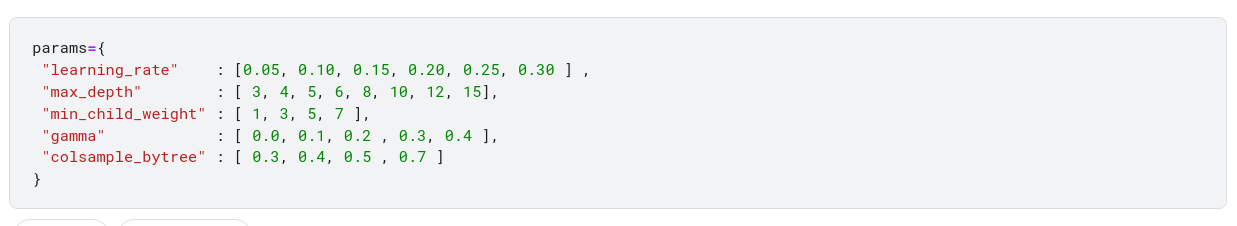 params={
 "learning_rate"    : [0.05, 0.10, 0.15, 0.20, 0.25, 0.30 ] ,
 "max_depth"        : [ 3, 4, 5, 6, 8, 10, 12, 15],
 "min_child_weight" : [ 1, 3, 5, 7 ],
 "gamma"            : [ 0.0, 0.1, 0.2 , 0.3, 0.4 ],
 "colsample_bytree" : [ 0.3, 0.4, 0.5 , 0.7 ]
}